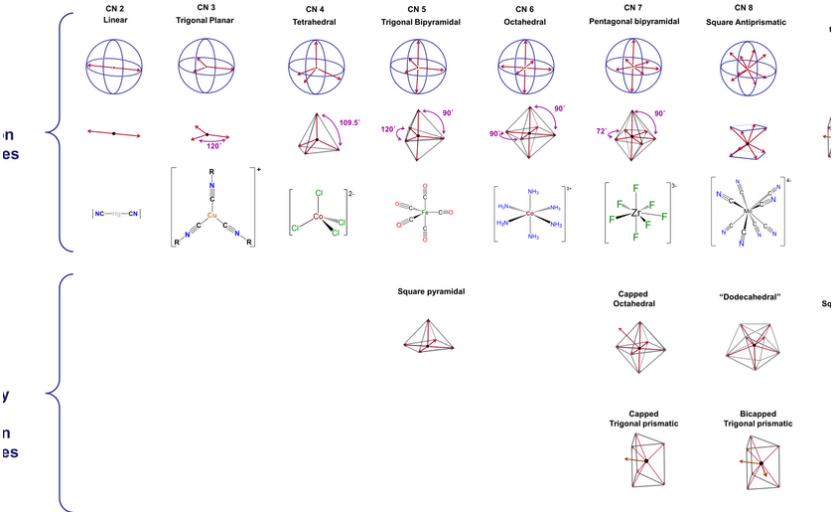 CN 2
Linear
CN 3
Trigonal Planar
CN 4
Tetrahedral
CN 5
Trigonal Bipyramidal
CN 6
Octahedral
CN 7
Pentagonal bipyramidal
CN 8
Square Antiprismatic
n
es
120°
109.5°
120°
90°
90°
90°
72°
90°
NC Hg CN
+
R
N
C
Cu
C C
N N
R R
2-
Cl
Co
Cl Cl
Cl
O
C
O C
Fe C O
O C
C
O
3+
NH₃
H₃N NH₃
Co
H₃N NH₃
NH₃
3-
F
F F
Zr
F F
F
F
4-
N N N
C C C N
Mo
C C C C
N N N N
Square pyramidal
Capped
Octahedral
“Dodecahedral”
Sq
y
n
es
Capped
Trigonal prismatic
Bicapped
Trigonal prismatic